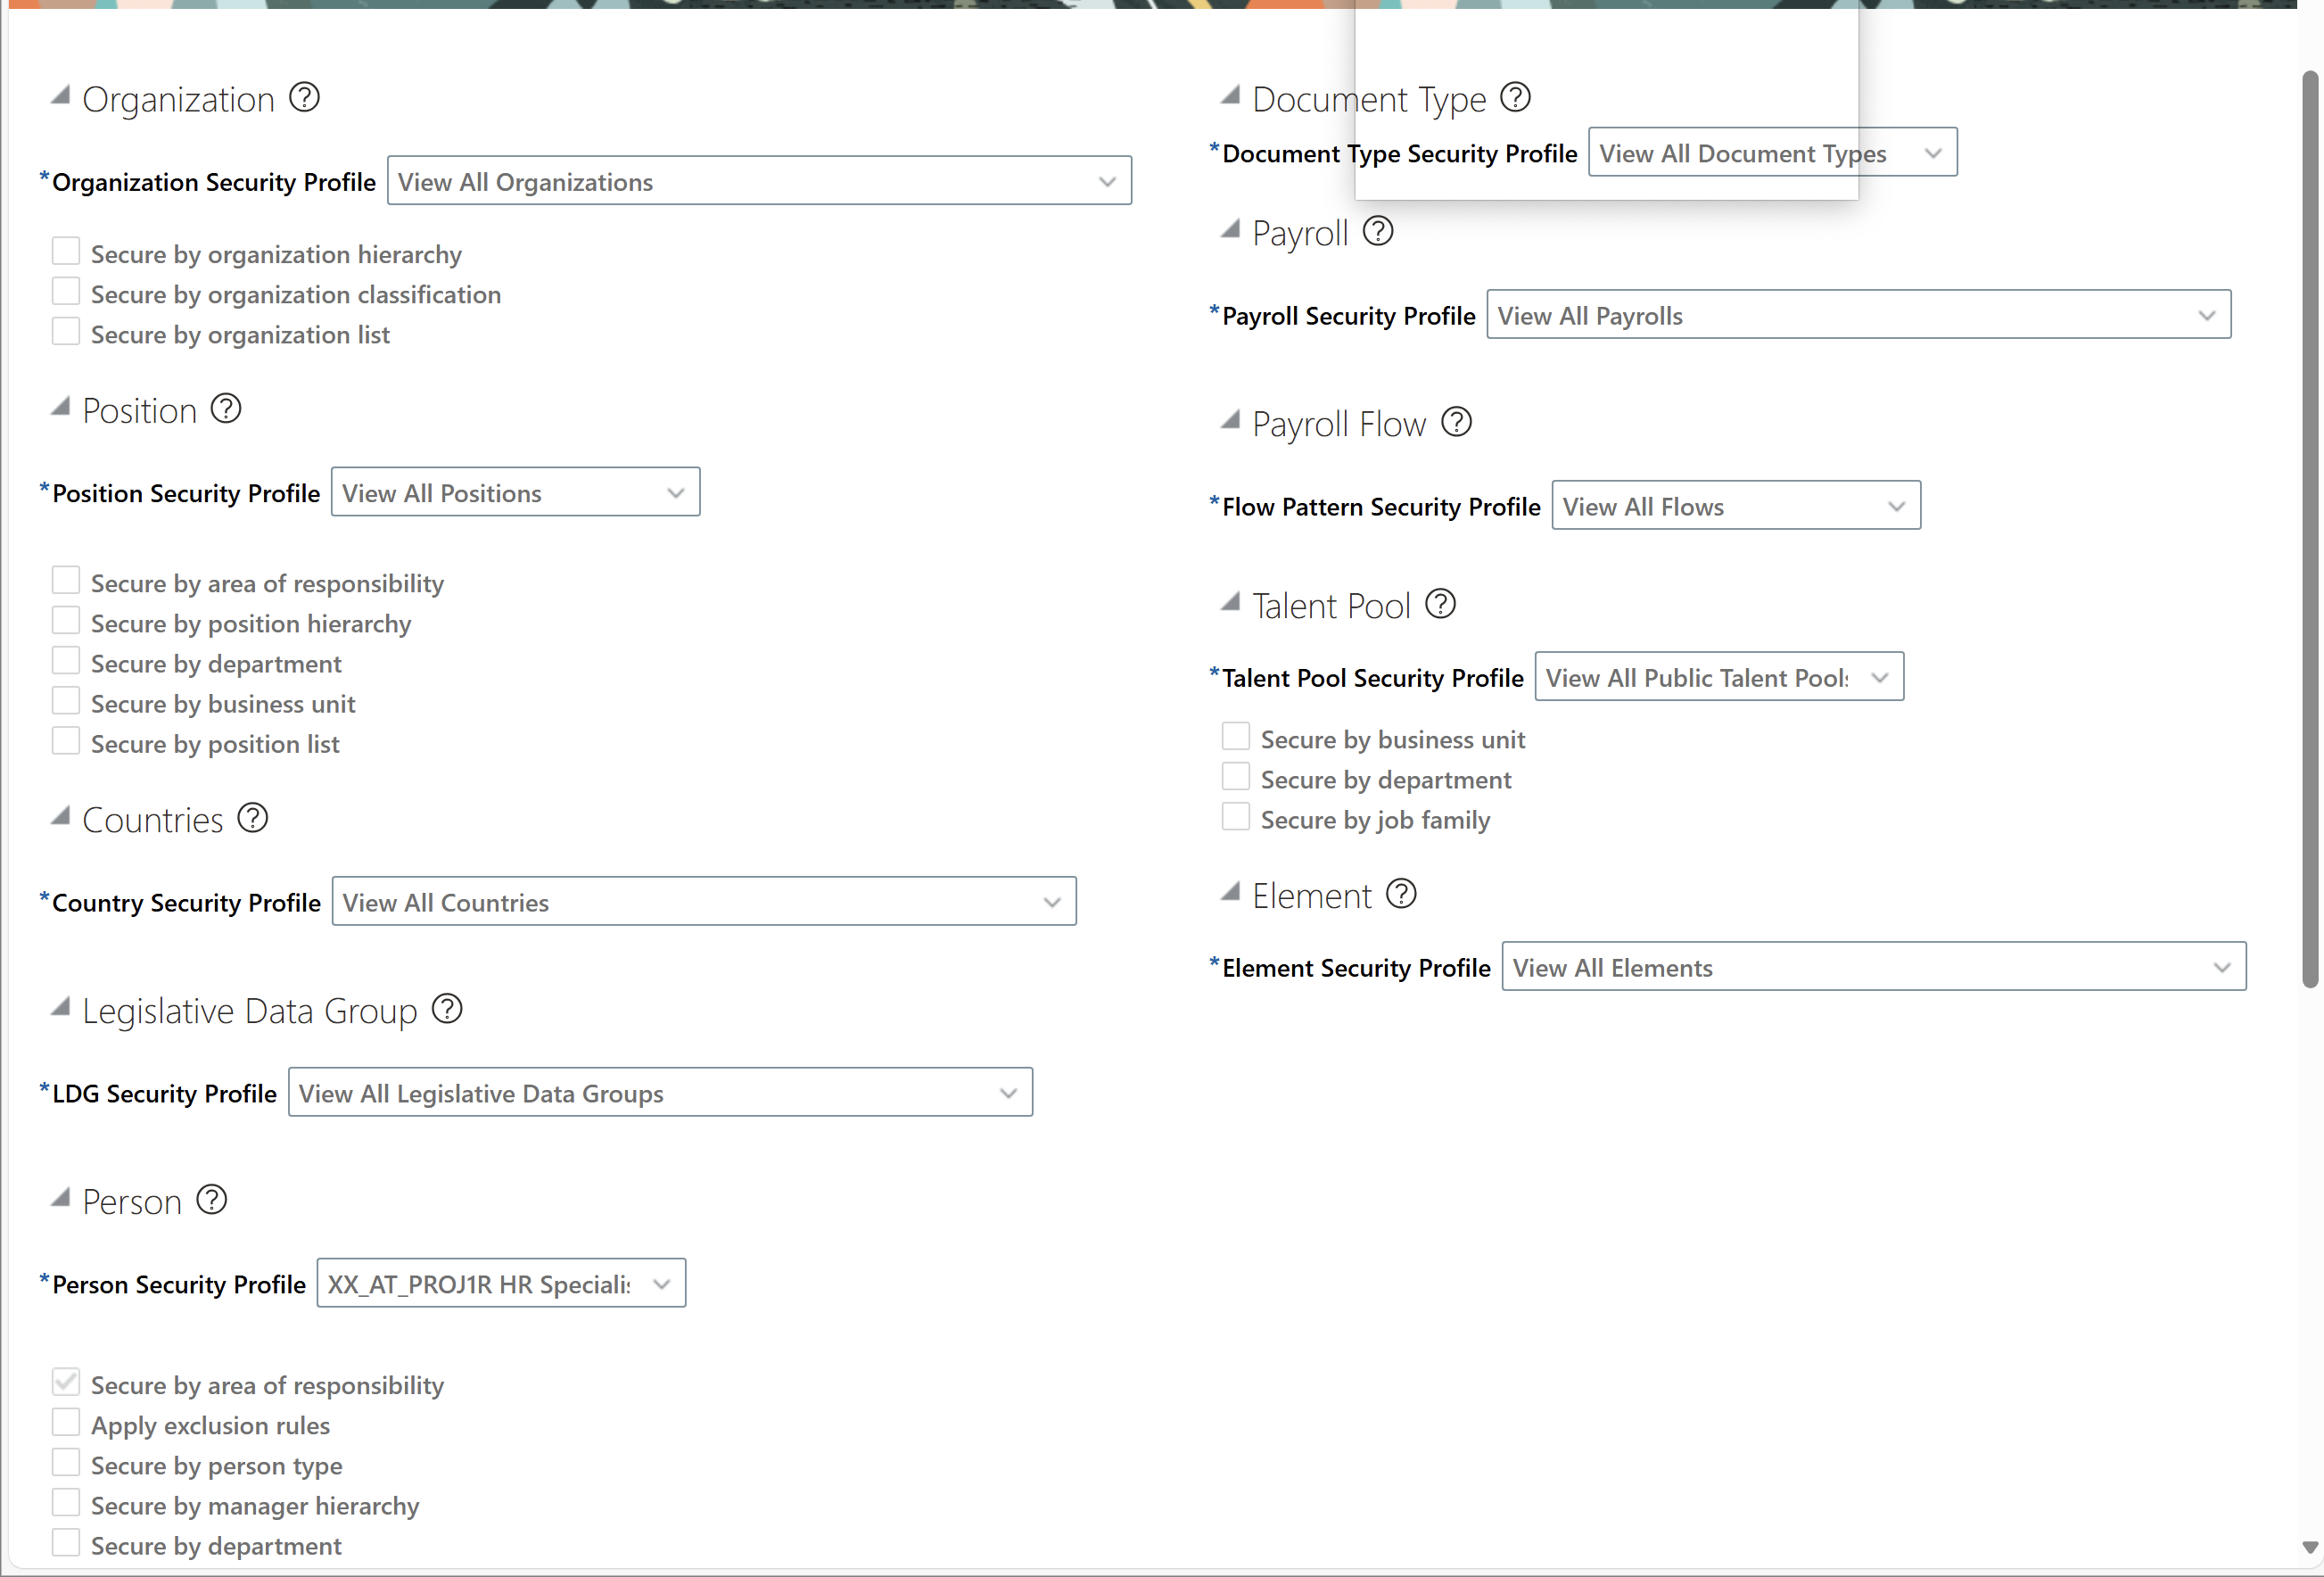 Organization
*Organization Security Profile View All Organizations
Secure by organization hierarchy
Secure by organization classification
Secure by organization list
Position
*Position Security Profile View All Positions
Secure by area of responsibility
Secure by position hierarchy
Secure by department
Secure by business unit
Secure by position list
Countries
*Country Security Profile View All Countries
Legislative Data Group
*LDG Security Profile View All Legislative Data Groups
Person
*Person Security Profile XX_AT_PROJ1R HR
Secure by area of responsibility
Apply exclusion rules
Secure by person type
Secure by manager hierarchy
Secure by department
Document Type
*Document Type Security Profile View All Document Types
Payroll
*Payroll Security Profile View All Payrolls
Payroll Flow
*Flow Pattern Security Profile View All Flows
Talent Pool
*Talent Pool Security Profile View All Public Talent Pools
Secure by business unit
Secure by department
Secure by job family
Element
*Element Security Profile View All Elements